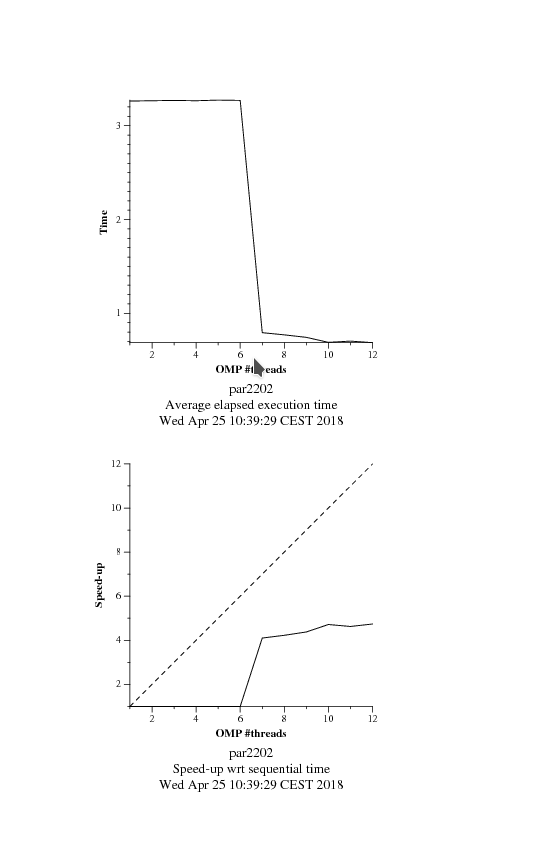 3
2
1
Time
2 4 6 8 10 12
OMP #threads
par2202
Average elapsed execution time
Wed Apr 25 10:39:29 CEST 2018
12
10
8
6
4
2
Speed-up
2 4 6 8 10 12
OMP #threads
par2202
Speed-up wrt sequential time
Wed Apr 25 10:39:29 CEST 2018